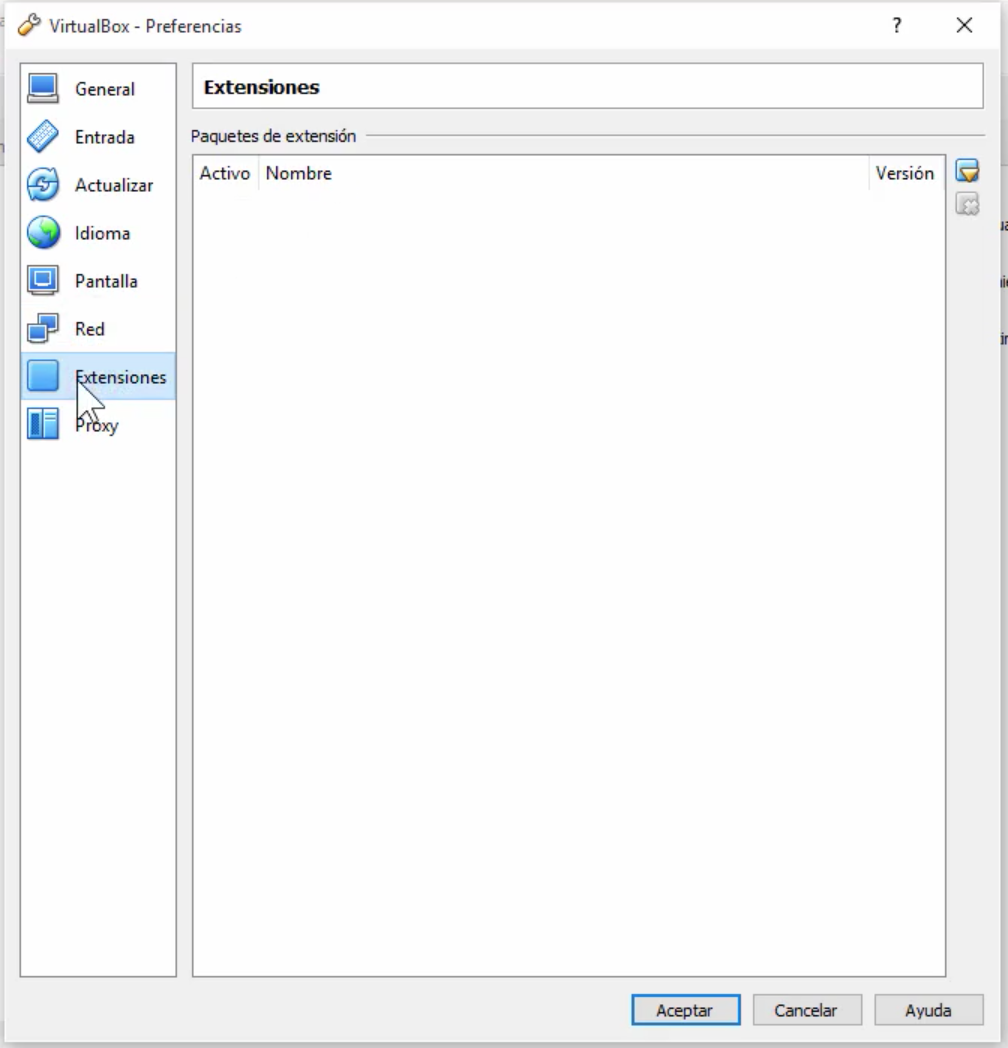 VirtualBox - Preferencias
?
General
Entrada
Actualizar
Idioma
Pantalla
Red
Extensiones
Proxy
Extensiones
Paquetes de extensión
Activo Nombre Versión
Aceptar Cancelar Ayuda